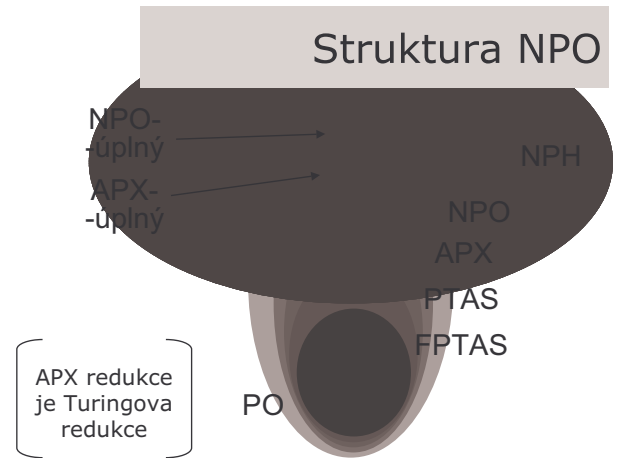 Struktura NPO
NPO-
-úplný
APX-
-úplný
NPH
NPO
APX
PTAS
FPTAS
PO
APX redukce
je Turingova
redukce